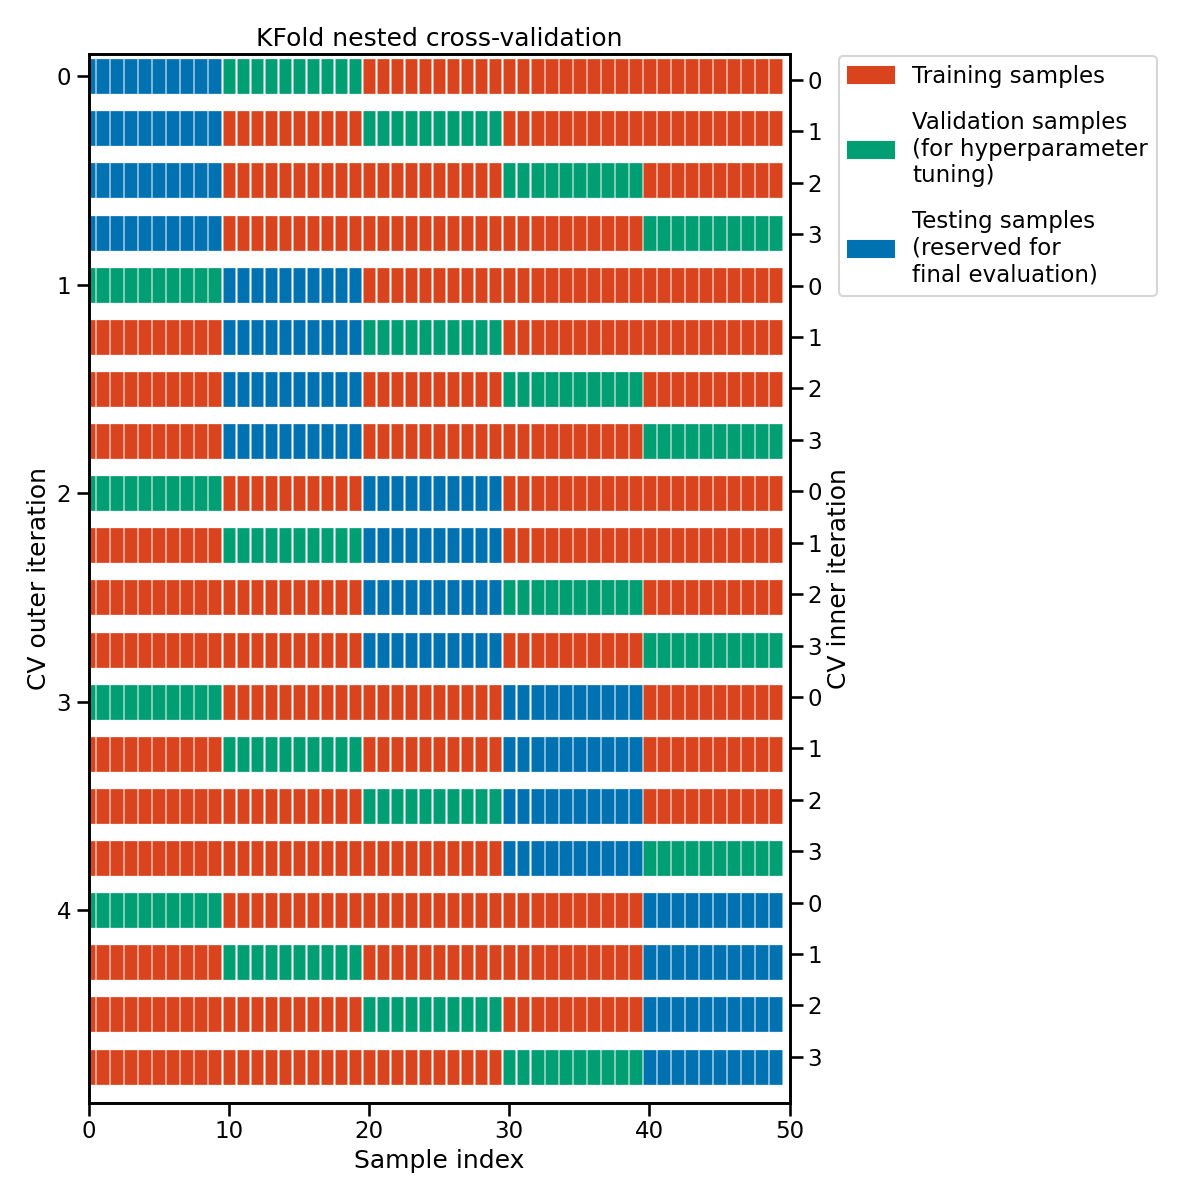 KFold nested cross-validation
0
1
2
3
4
CV outer iteration
0
1
2
3
0
1
2
3
0
1
2
3
0
1
2
3
0
1
2
3
CV inner iteration
0 10 20 30 40 50
Sample index
Training samples
Validation samples
(for hyperparameter
tuning)
Testing samples
(reserved for
final evaluation)